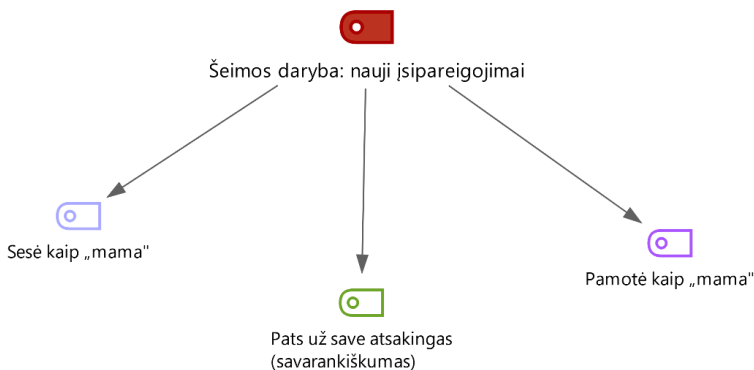 Šeimos daryba: nauji įsipareigojimai
Sesė kaip „mama"
Pamotė kaip „mama"
Pats už save atsakingas
(savarankiškumas)